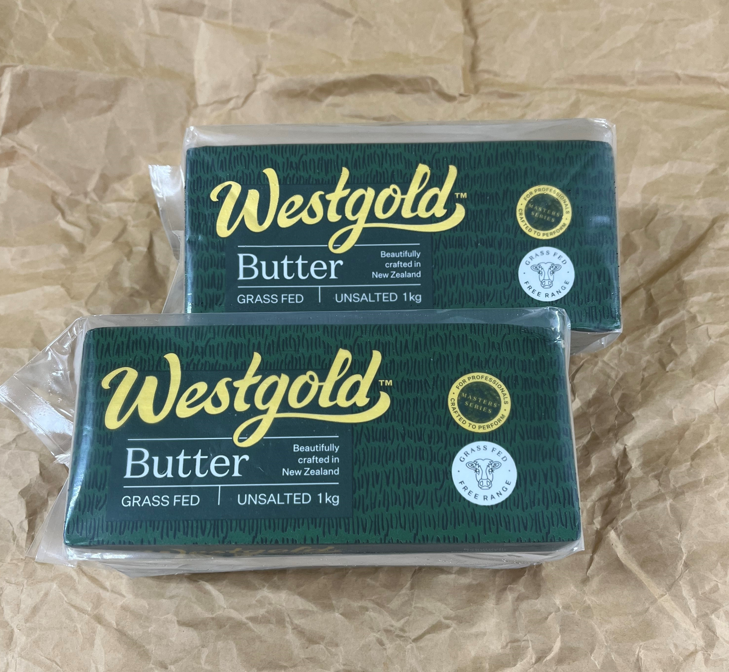 Westgold™
Butter
Beautifully
crafted in
New Zealand
GRASS FED
UNSALTED 1kg
FOR PROFESSIONALS
MASTERS
SERIES
CRAFTED TO PERFORM
GRASS FED
FREE RANGE
Westgold™
Butter
Beautifully
crafted in
New Zealand
GRASS FED
UNSALTED 1kg
FOR PROFESSIONALS
MASTERS
SERIES
CRAFTED TO PERFORM
GRASS FED
FREE RANGE
Westgold